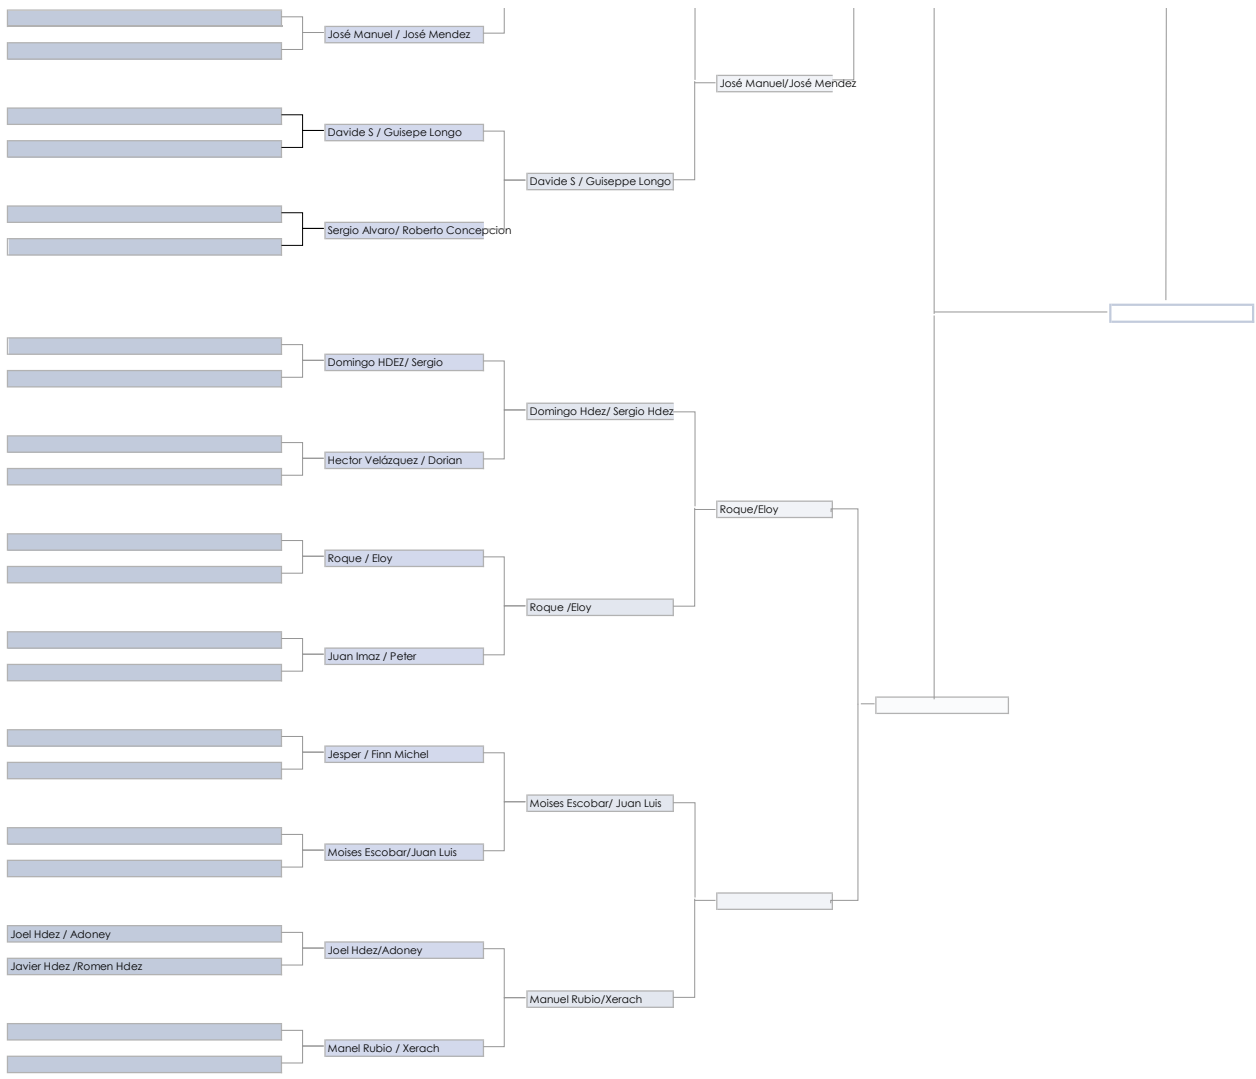 José Manuel / José Mendez
José Manuel/José Mendez
Davide S / Guisepe Longo
Davide S / Guiseppe Longo
Sergio Alvaro/ Roberto Concepcion
Domingo HDEZ/ Sergio
Domingo Hdez/ Sergio Hdez
Hector Velázquez / Dorian
Roque/Eloy
Roque / Eloy
Roque /Eloy
Juan Imaz / Peter
Jesper / Finn Michel
Moises Escobar/ Juan Luis
Moises Escobar/Juan Luis
Joel Hdez / Adoney
Joel Hdez/Adoney
Javier Hdez /Romen Hdez
Manuel Rubio/Xerach
Manel Rubio / Xerach